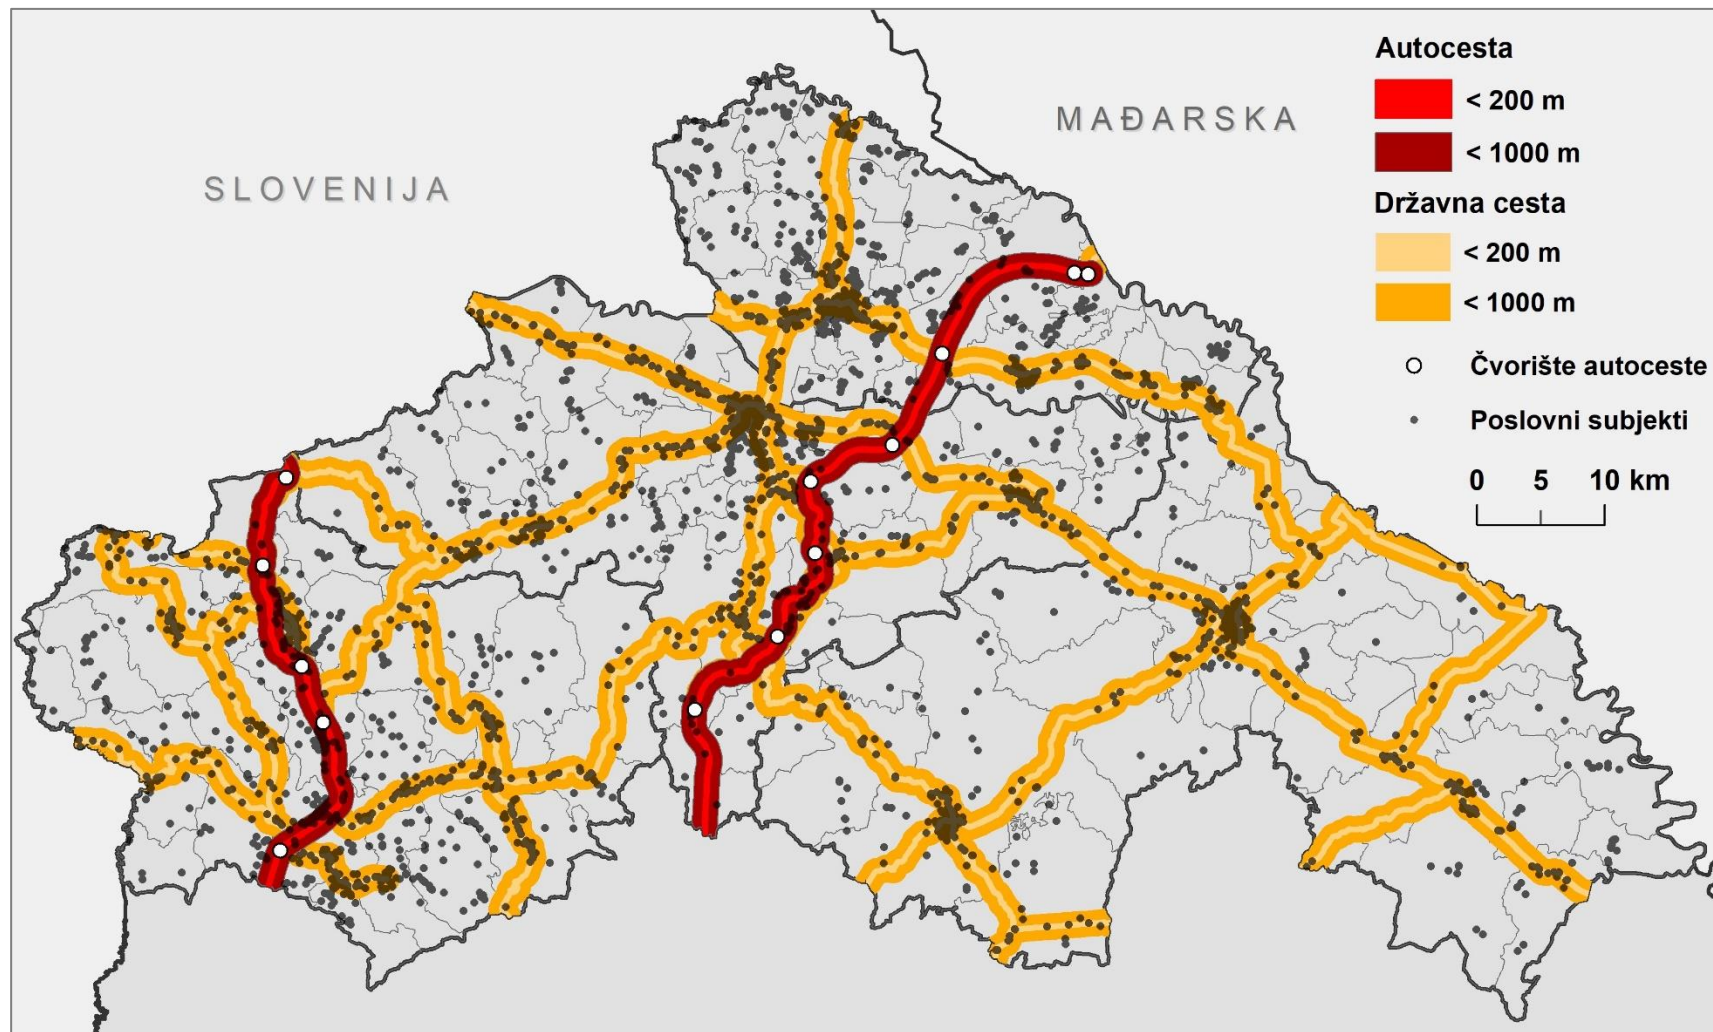 SLOVENIJA
MAĐARSKA
Autocesta
< 200 m
< 1000 m
Državna cesta
< 200 m
< 1000 m
Čvorište autoceste
Poslovni subjekti
0 5 10 km